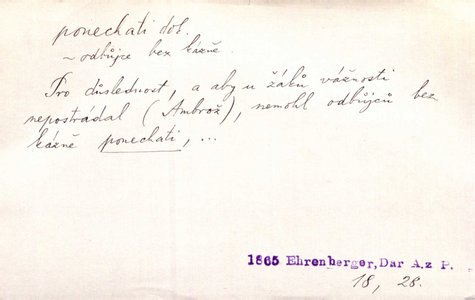 ponechati dok.
~ odbůjce bez kázně.
Pro důslednost, a aby u žáků vážnosti
nepostrádal (Ambrož), nemohl odbůjců bez
kázně ponechati, ...
1865 Ehrenberger, Dar A.z P.
18, 28.